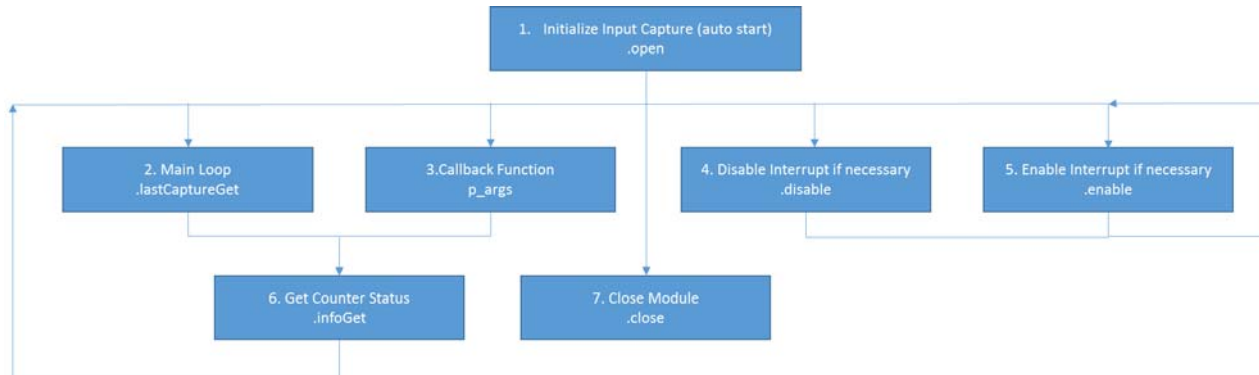 1. Initialize Input Capture (auto start)
.open
2. Main Loop
.lastCaptureGet
3.Callback Function
p_args
4. Disable Interrupt if necessary
.disable
5. Enable Interrupt if necessary
.enable
6. Get Counter Status
.infoGet
7. Close Module
.close